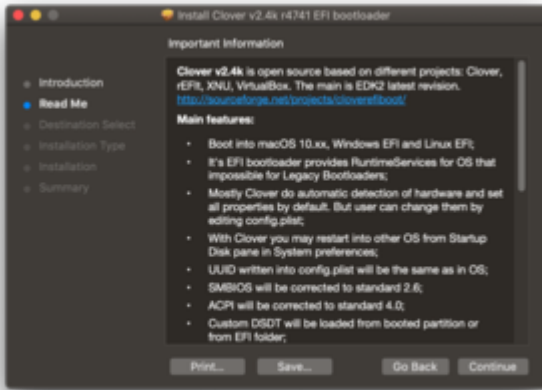 Install Clover v2.4k r4741 EFI bootloader
Important Information
Introduction
Read Me
Destination Select
Installation Type
Installation
Summary
Clover v2.4k is open source based on different projects: Clover,
rEFIt, XNU, VirtualBox. The main is EDK2 latest revision.
http://sourceforge.net/projects/cloverefiboot/
Main features:
• Boot into macOS 10.xx, Windows EFI and Linux EFI;
• It's EFI bootloader provides RuntimeServices for OS that
impossible for Legacy Bootloaders;
• Mostly Clover do automatic detection of hardware and set
all properties by default. But user can change them by
editing config.plist;
• With Clover you may restart into other OS from Startup
Disk pane in System preferences;
• UUID written into config.plist will be the same as in OS;
• SMBIOS will be corrected to standard 2.6;
• ACPI will be corrected to standard 4.0;
• Custom DSDT will be loaded from booted partition or
from EFI folder;
Print...
Save...
Go Back
Continue